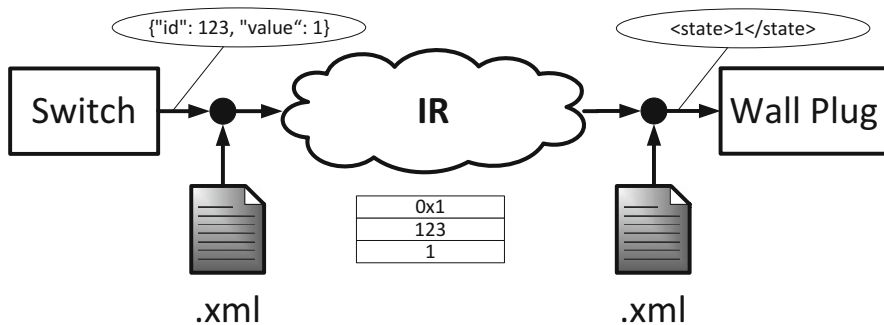 {"id": 123, "value“: 1}
<state>1</state>
Switch
IR
Wall Plug
0x1
123
1
.xml
.xml